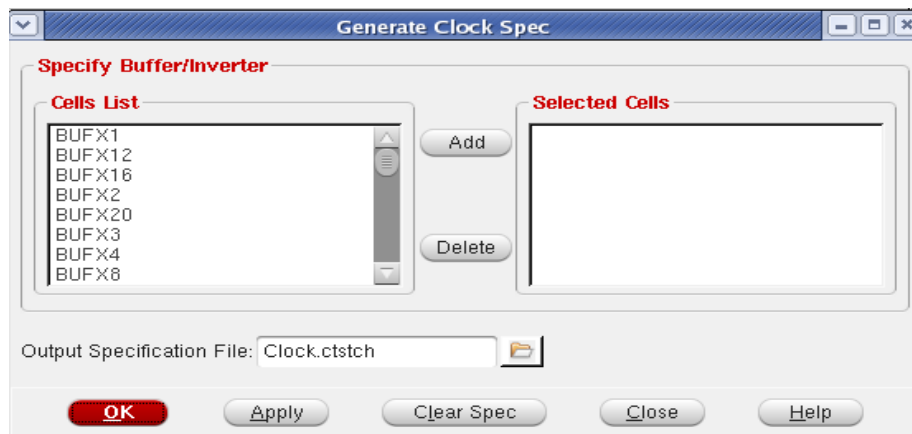 Generate Clock Spec
Specify Buffer/Inverter
Cells List
BUFX1
BUFX12
BUFX16
BUFX2
BUFX20
BUFX3
BUFX4
BUFX8
Add
Delete
Selected Cells
Output Specification File: Clock.ctstch
OK Apply Clear Spec Close Help